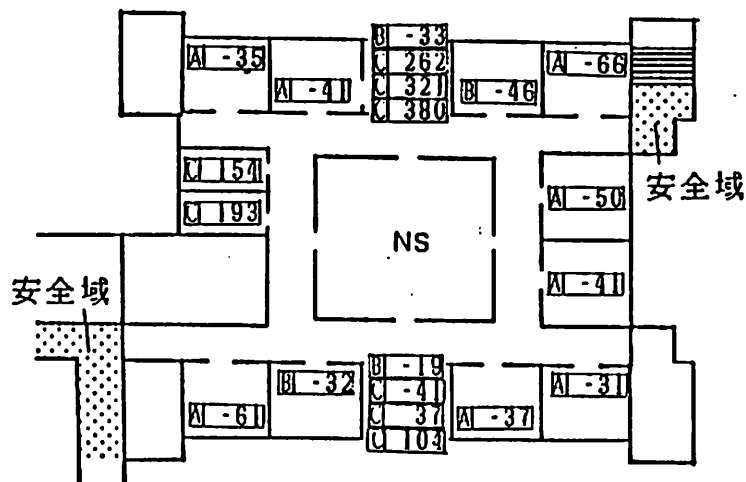 B -33
A -35
C 262
A -66
A -41
C 321
B -46
C 380
C 154
A -50
安全域
C 193
NS
A -41
安全域
B -19
B -32
C -41
A -31
A -61
C 37
A -37
C 104